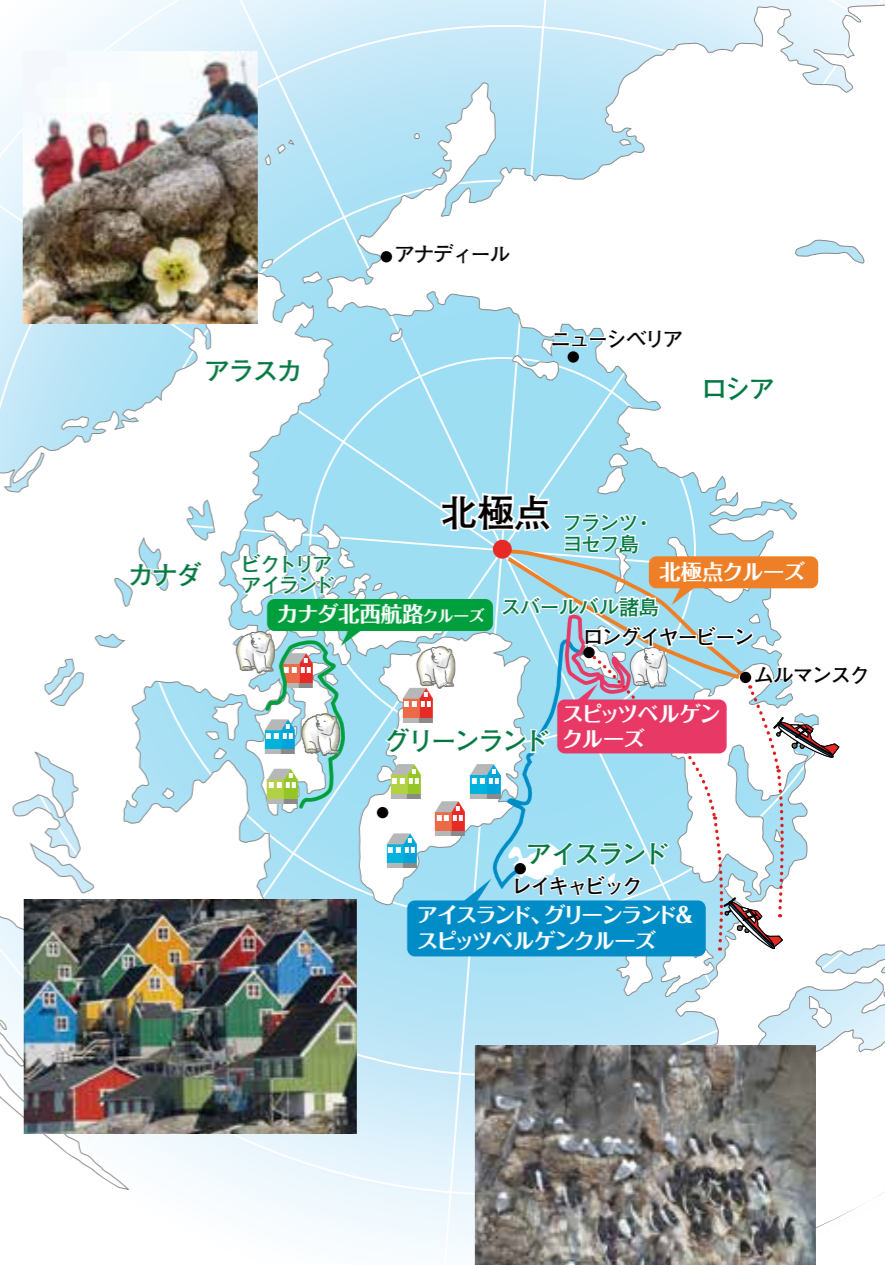 アナディール
ニューシベリア
アラスカ
ロシア
北極点
フランツ・
ヨセフ島
北極点クルーズ
カナダ
ビクトリア
アイランド
カナダ北西航路クルーズ
スバールバル諸島
ロングイヤービーン
ムルマンスク
スピッツベルゲン
クルーズ
グリーンランド
アイスランド
レイキャビック
アイスランド、グリーンランド&
スピッツベルゲンクルーズ